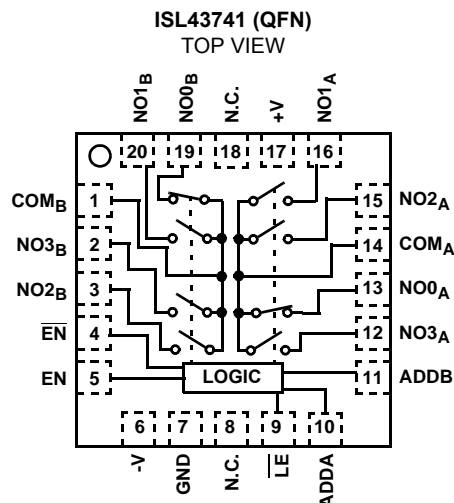 ISL43741 (QFN)
TOP VIEW
NO1B
NO0B
N.C.
+V
NO1A
20 19 18 17 16
COMB 1
NO3B 2
NO2B 3
EN 4
EN 5
15 NO2A
14 COMA
13 NO0A
12 NO3A
11 ADDB
LOGIC
6 7 8 9 10
-V
GND
N.C.
LE
ADDA